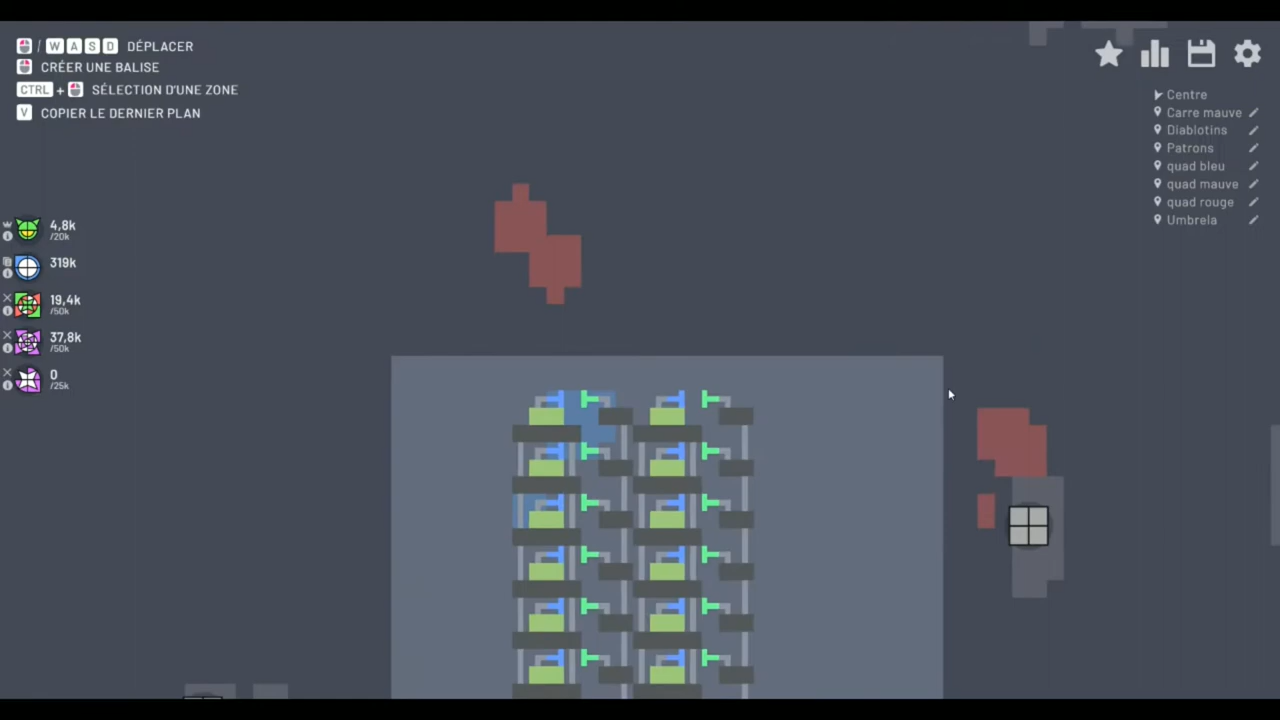 / W A S D DÉPLACER
CRÉER UNE BALISE
CTRL + SÉLECTION D'UNE ZONE
V COPIER LE DERNIER PLAN
Centre
Carre mauve
Diablotins
Patrons
quad bleu
quad mauve
quad rouge
Umbrela
4,8k
/20k
319k
19,4k
/50k
37,8k
/50k
0
/25k